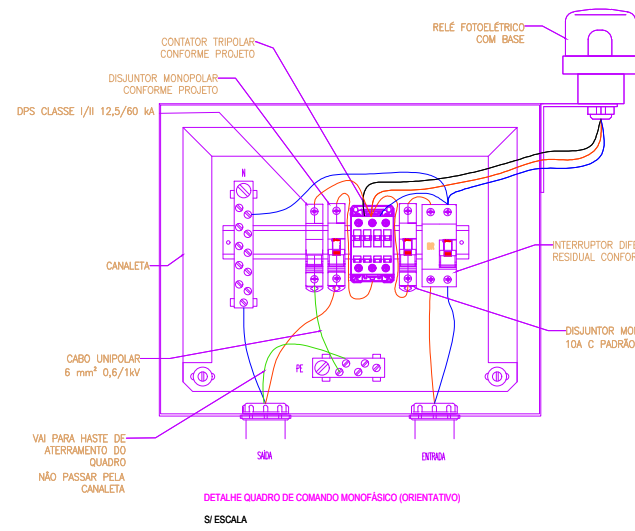 RELÉ FOTOELÉTRICO
COM BASE
CONTATOR TRIPOLAR
CONFORME PROJETO
DISJUNTOR MONOPOLAR
CONFORME PROJETO
DPS CLASSE I/II 12,5/60 kA
N
CANALETA
INTERRUPTOR DIFE
RESIDUAL CONFOR
DISJUNTOR MO
10A C PADRÃO
CABO UNIPOLAR
6 mm² 0,6/1kV
PE
VAI PARA HASTE DE
ATERRAMENTO DO
QUADRO
NÃO PASSAR PELA
CANALETA
SAÍDA
ENTRADA
DETALHE QUADRO DE COMANDO MONOFÁSICO (ORIENTATIVO)
S/ ESCALA